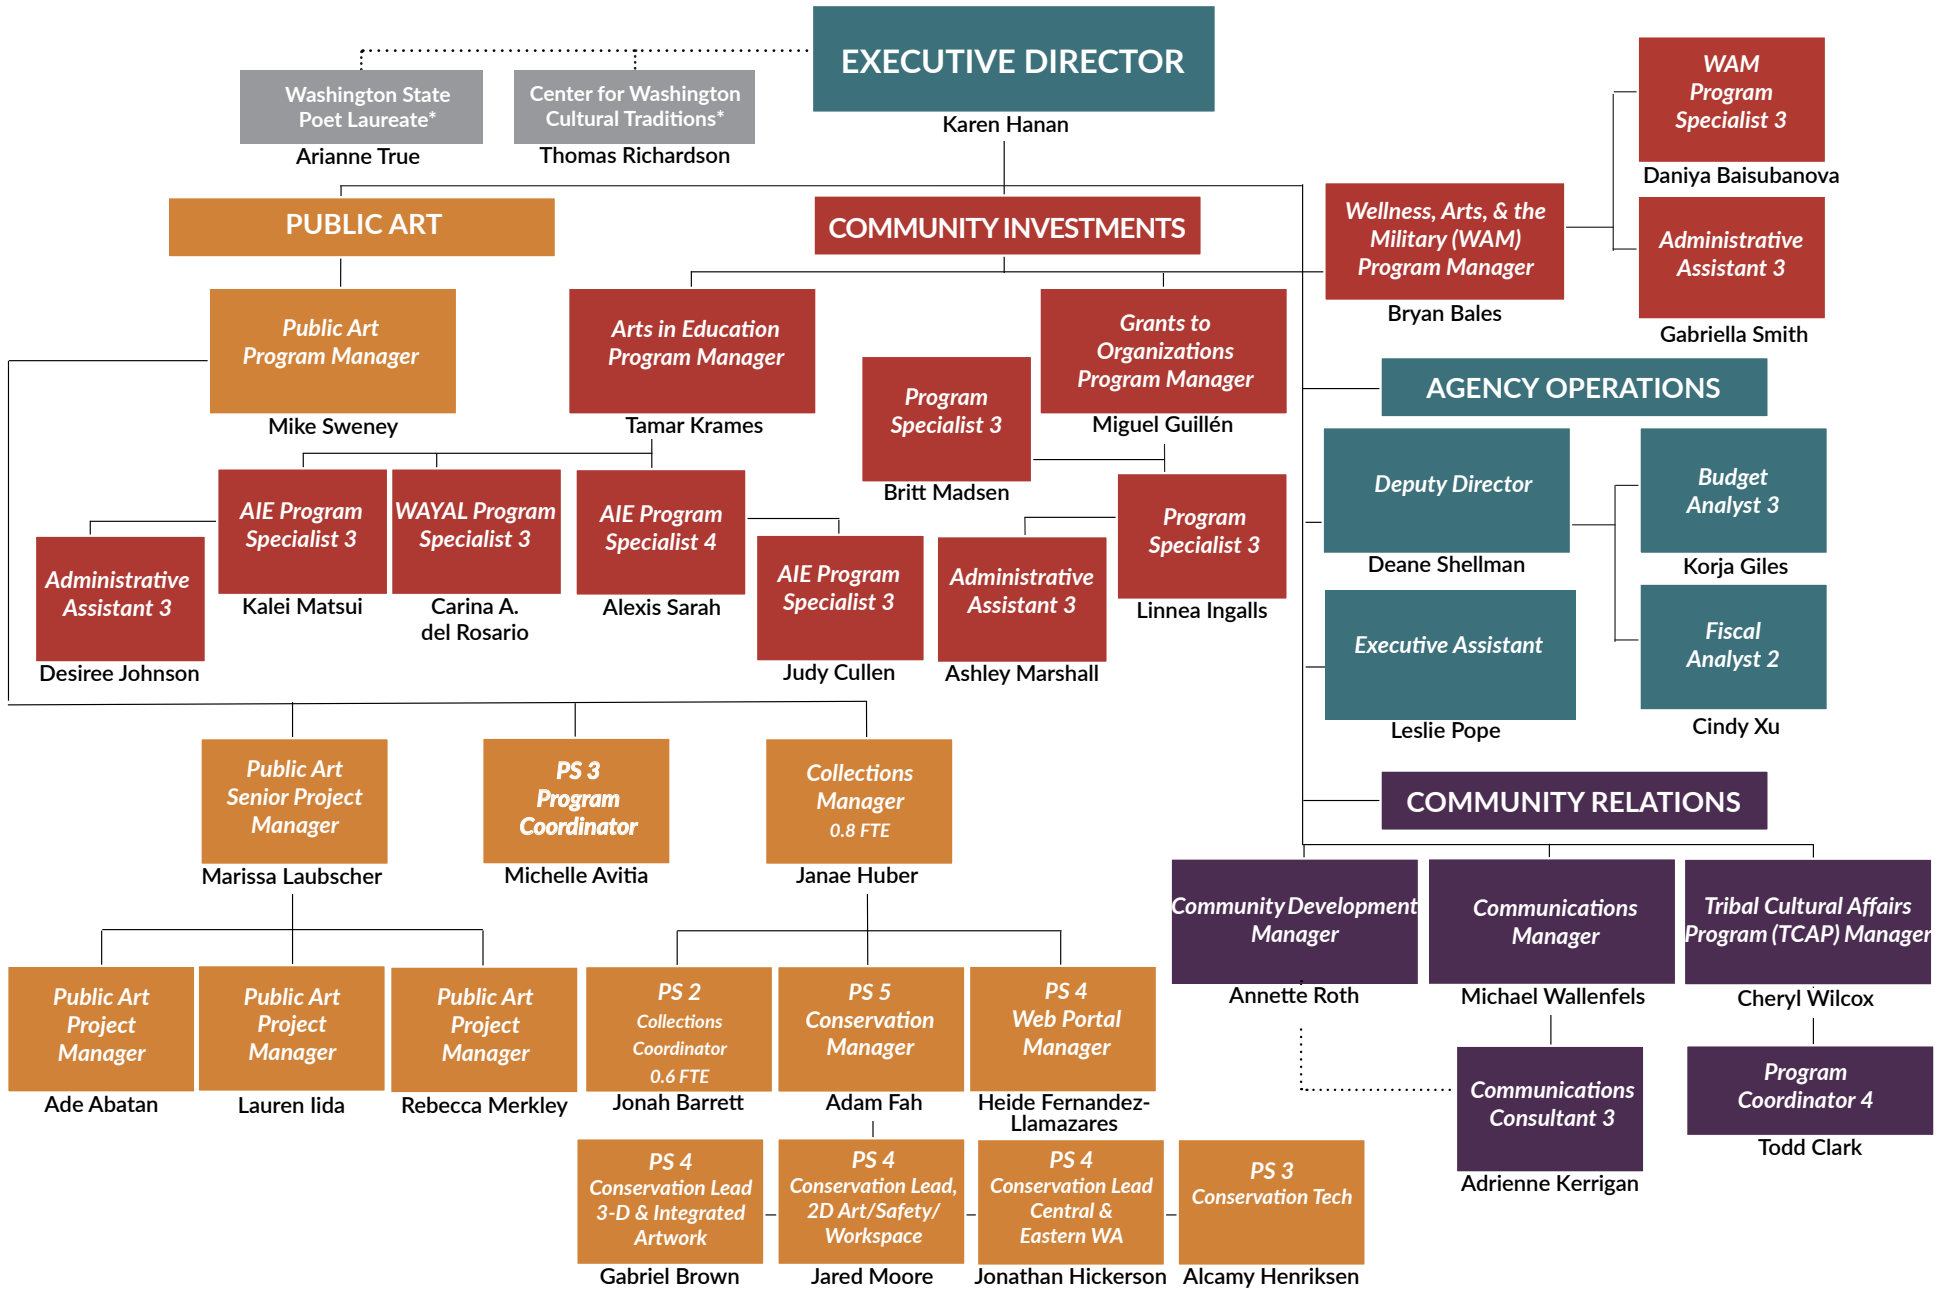 EXECUTIVE DIRECTOR
Karen Hanan
Washington State
Poet Laureate*
Arianne True
Center for Washington
Cultural Traditions*
Thomas Richardson
PUBLIC ART
COMMUNITY INVESTMENTS
Wellness, Arts, & the
Military (WAM)
Program Manager
Bryan Bales
WAM
Program
Specialist 3
Daniya Baisubanova
Administrative
Assistant 3
Gabriella Smith
Public Art
Program Manager
Mike Sweney
Arts in Education
Program Manager
Tamar Krames
Grants to
Organizations
Program Manager
Miguel Guillén
Program
Specialist 3
Britt Madsen
Program
Specialist 3
Linnea Ingalls
Administrative
Assistant 3
Ashley Marshall
Administrative
Assistant 3
Desiree Johnson
AIE Program
Specialist 3
Kalei Matsui
WAYAL Program
Specialist 3
Carina A.
del Rosario
AIE Program
Specialist 4
Alexis Sarah
AIE Program
Specialist 3
Judy Cullen
AGENCY OPERATIONS
Deputy Director
Deane Shellman
Budget
Analyst 3
Korja Giles
Executive Assistant
Leslie Pope
Fiscal
Analyst 2
Cindy Xu
COMMUNITY RELATIONS
Community Development
Manager
Annette Roth
Communications
Manager
Michael Wallenfels
Tribal Cultural Affairs
Program (TCAP) Manager
Cheryl Wilcox
Communications
Consultant 3
Adrienne Kerrigan
Program
Coordinator 4
Todd Clark
Public Art
Senior Project
Manager
Marissa Laubscher
PS 3
Program
Coordinator
Michelle Avitia
Collections
Manager
0.8 FTE
Janae Huber
Public Art
Project
Manager
Ade Abatan
Public Art
Project
Manager
Lauren Iida
Public Art
Project
Manager
Rebecca Merkley
PS 2
Collections
Coordinator
0.6 FTE
Jonah Barrett
PS 5
Conservation
Manager
Adam Fah
PS 4
Web Portal
Manager
Heide Fernandez-
Llamazares
PS 4
Conservation Lead
3-D & Integrated
Artwork
Gabriel Brown
PS 4
Conservation Lead,
2D Art/Safety/
Workspace
Jared Moore
PS 4
Conservation Lead
Central &
Eastern WA
Jonathan Hickerson
PS 3
Conservation Tech
Alcamy Henriksen